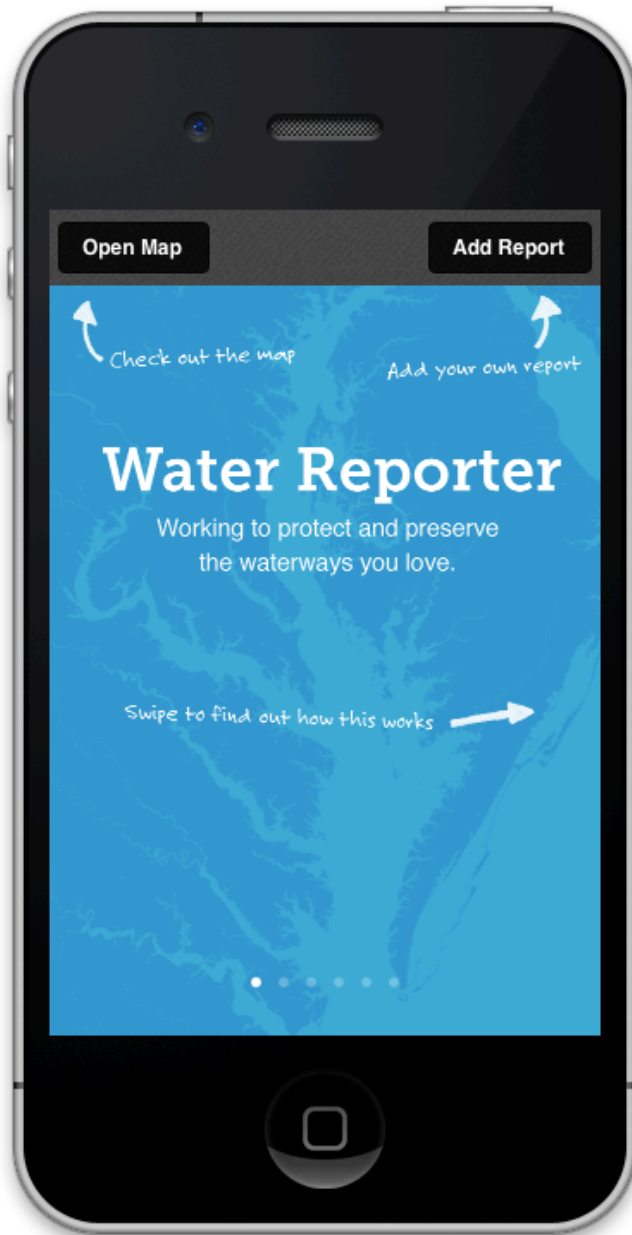 Open Map
Add Report
Check out the map
Add your own report
Water Reporter
Working to protect and preserve
the waterways you love.
Swipe to find out how this works